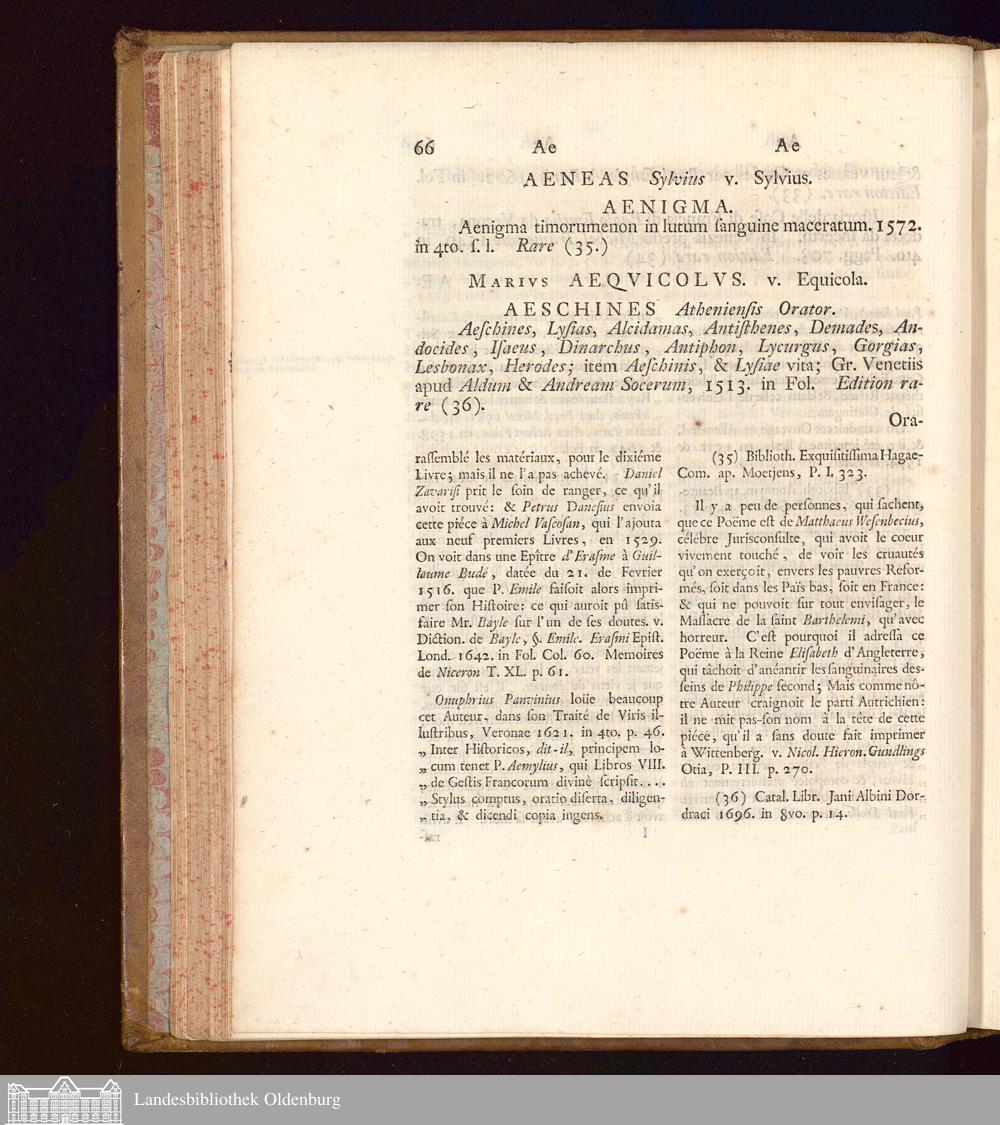 66 Ae Ae
AENEAS Sylvius v. Sylvius.
AENIGMA.
Aenigma timorumenon in lutum ſanguine maceratum. 1572.
in 4to. ſ. l. Rare (35.)
MARIVS AEQVICOLVS. v. Equicola.
AESCHINES Athenienſis Orator.
Aeſchines, Lyſias, Alcidamas, Antiſthenes, Demades, An-
docides, Iſaeus, Dinarchus, Antiphon, Lycurgus, Gorgias,
Lesbonax, Herodes; item Aeſchinis, & Lyſiae vita; Gr. Venetiis
apud Aldum & Andream Socerum, 1513. in Fol. Edition ra-
re (36).
Ora-
raſſemblé les matériaux, pour le dixiéme
Livre; mais il ne l'a pas achevé. Daniel
Zavariſi prit le ſoin de ranger, ce qu'il
avoit trouvé: & Petrus Daneſius envoia
cette piéce à Michel Vaſcoſan, qui l'ajouta
aux neuf premiers Livres, en 1529.
On voit dans une Epître d'Eraſme à Guil-
laume Budé, datée du 21. de Fevrier
1516. que P. Emile faiſoit alors impri-
mer ſon Hiſtoire: ce qui auroit pû ſatis-
faire Mr. Bayle ſur l'un de ſes doutes. v.
Diction. de Bayle, §. Emile. Eraſmi Epiſt.
Lond. 1642. in Fol. Col. 60. Memoires
de Niceron T. XL. p. 61.
Onuphrius Panvinius loüe beaucoup
cet Auteur, dans ſon Traité de Viris il-
luſtribus, Veronae 1621. in 4to. p. 46.
„ Inter Hiſtoricos, dit-il, principem lo-
„ cum tenet P. Aemylius, qui Libros VIII.
„ de Geſtis Francorum divinè ſcripſit....
„ Stylus comptus, oratio diſerta, diligen-
„ tia, & dicendi copia ingens.
(35) Biblioth. Exquiſitiſſima Hagae-
Com. ap. Moetjens, P. I. 323.
Il y a peu de perſonnes, qui ſachent,
que ce Poëme eſt de Matthaeus Weſenbecius,
célébre Jurisconſulte, qui avoit le coeur
vivement touché, de voir les cruautés
qu'on exerçoit, envers les pauvres Refor-
més, ſoit dans les Païs bas, ſoit en France:
& qui ne pouvoit ſur tout enviſager, le
Maſſacre de la ſaint Barthelemi, qu'avec
horreur. C'eſt pourquoi il adreſſa ce
Poëme à la Reine Eliſabeth d'Angleterre,
qui tâchoit d'anéantir les ſanguinaires des-
ſeins de Philippe ſecond; Mais comme nô-
tre Auteur craignoit le parti Autrichien:
il ne mit pas ſon nom à la tête de cette
piéce, qu'il a ſans doute fait imprimer
à Wittenberg. v. Nicol. Hieron. Gundlings
Otia, P. III. p. 270.
(36) Catal. Libr. Jani Albini Dor-
draci 1696. in 8vo. p. 14.
I
Landesbibliothek Oldenburg